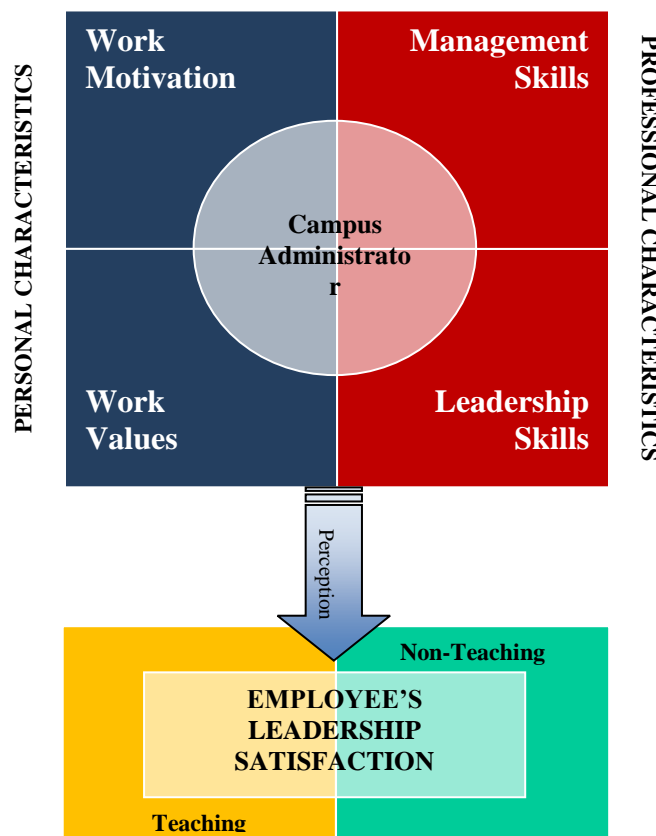 Work
Motivation
Management
Skills
PERSONAL CHARACTERISTICS
PROFESSIONAL CHARACTERISTICS
Campus
Administrato
r
Work
Values
Leadership
Skills
Perception
Non-Teaching
EMPLOYEE’S
LEADERSHIP
SATISFACTION
Teaching